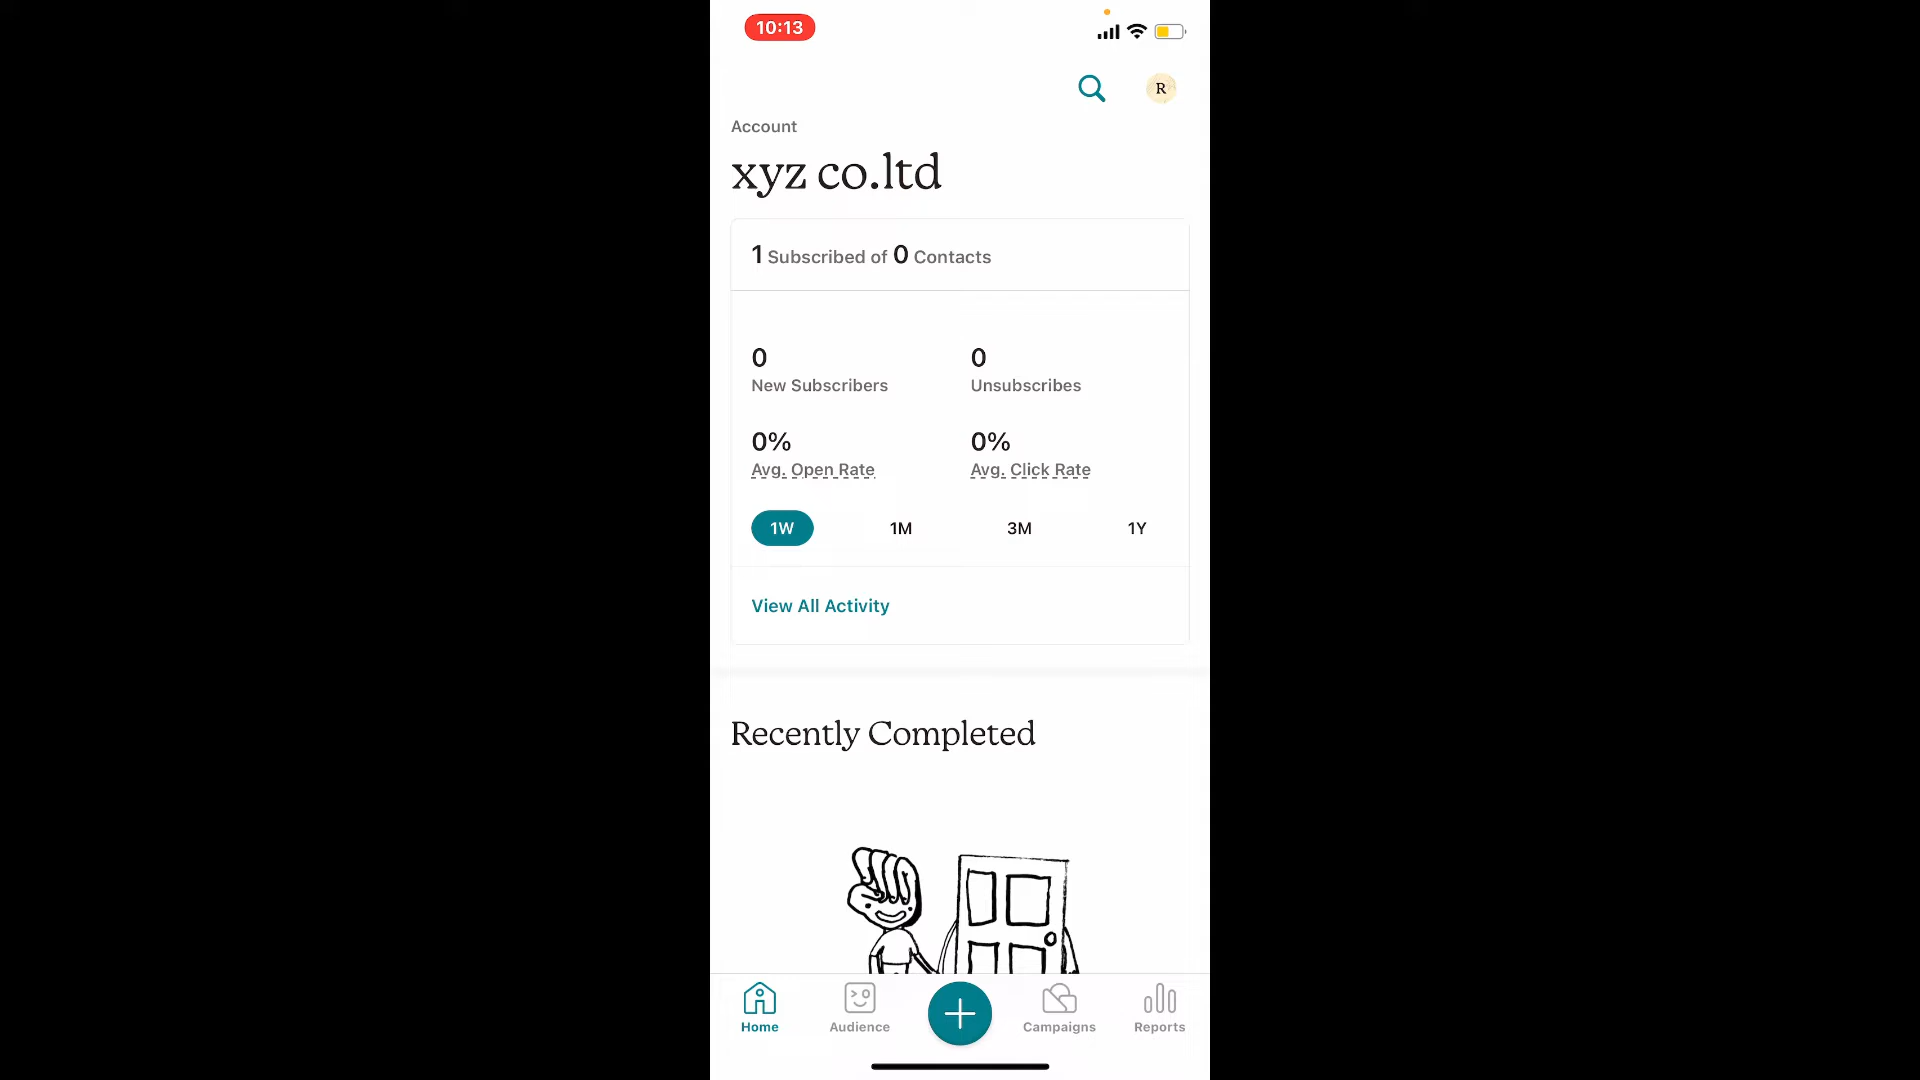 10:13
R
Account
xyz co.ltd
1 Subscribed of 0 Contacts
0 0
New Subscribers Unsubscribes
0% 0%
Avg. Open Rate Avg. Click Rate
1W 1M 3M 1Y
View All Activity
Recently Completed
Home Audience Campaigns Reports